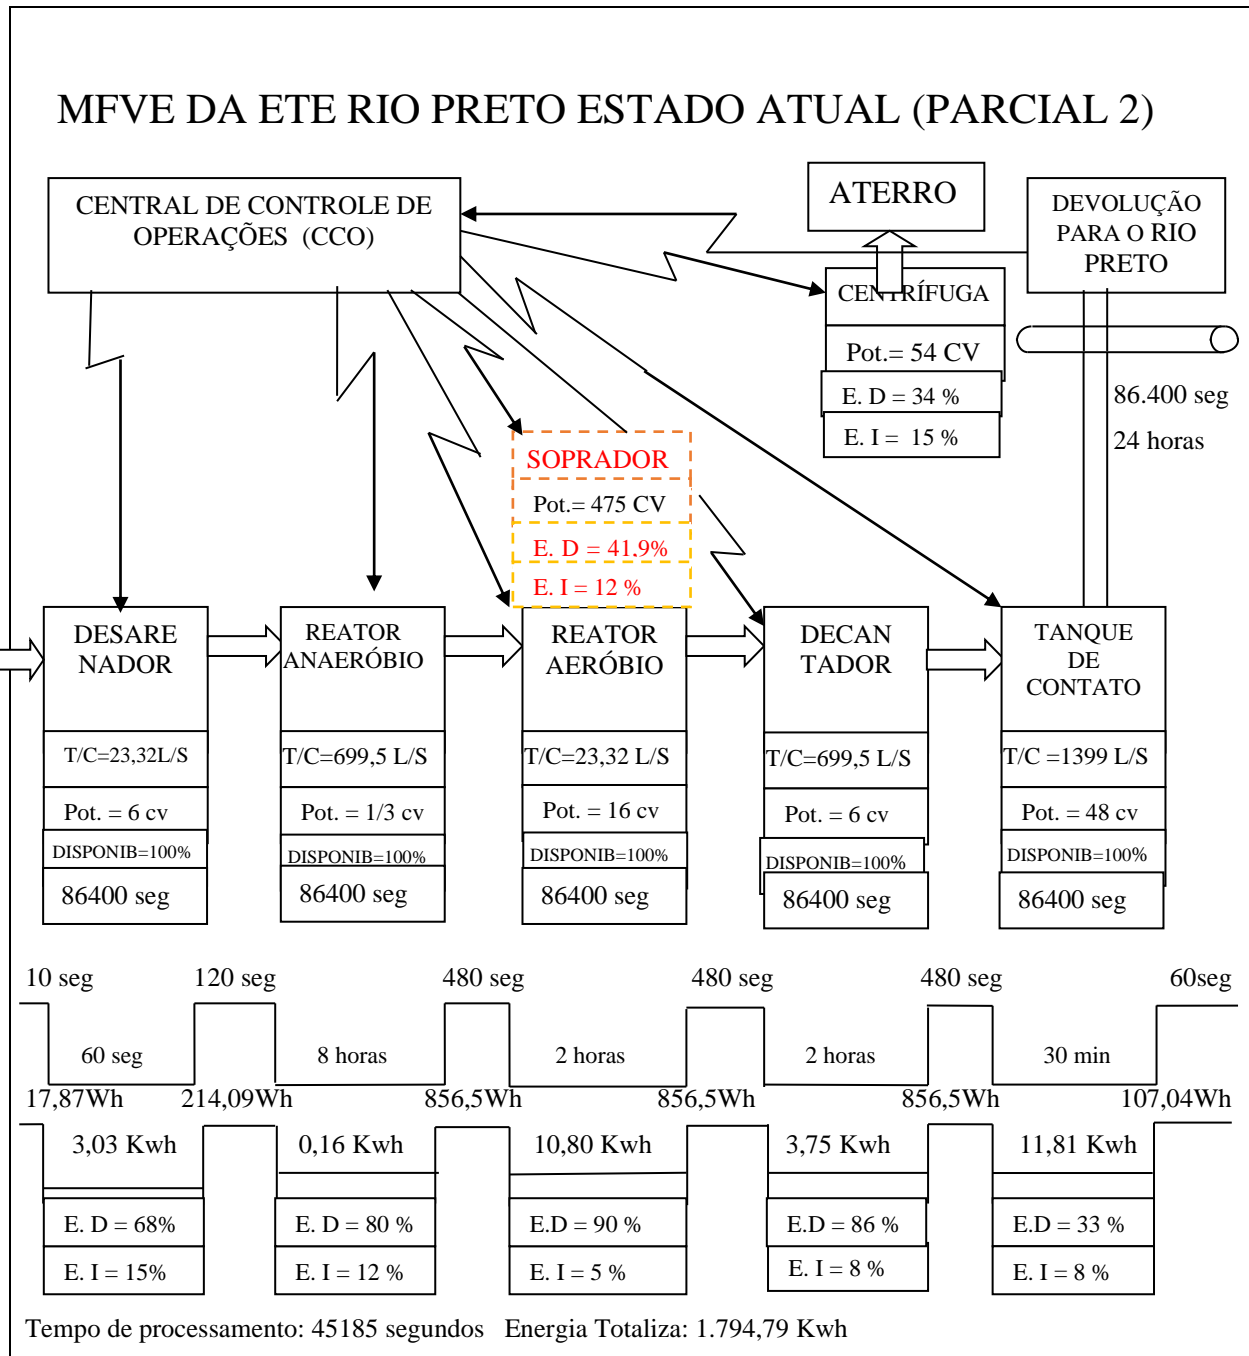 MFVE DA ETE RIO PRETO ESTADO ATUAL (PARCIAL 2)
CENTRAL DE CONTROLE DE
OPERAÇÕES (CCO)
ATERRO
DEVOLUÇÃO
PARA O RIO
PRETO
CENTRÍFUGA
Pot.= 54 CV
E. D = 34 %
E. I = 15 %
86.400 seg
24 horas
SOPRADOR
Pot.= 475 CV
E. D = 41,9%
E. I = 12 %
DESARE
NADOR
T/C=23,32L/S
Pot. = 6 cv
DISPONIB=100%
86400 seg
REATOR
ANAERÓBIO
T/C=699,5 L/S
Pot. = 1/3 cv
DISPONIB=100%
86400 seg
REATOR
AERÓBIO
T/C=23,32 L/S
Pot. = 16 cv
DISPONIB=100%
86400 seg
DECAN
TADOR
T/C=699,5 L/S
Pot. = 6 cv
DISPONIB=100%
86400 seg
TANQUE
DE
CONTATO
T/C =1399 L/S
Pot. = 48 cv
DISPONIB=100%
86400 seg
10 seg 120 seg 480 seg 480 seg 480 seg 60seg
60 seg 8 horas 2 horas 2 horas 30 min
17,87Wh 214,09Wh 856,5Wh 856,5Wh 856,5Wh 107,04Wh
3,03 Kwh 0,16 Kwh 10,80 Kwh 3,75 Kwh 11,81 Kwh
E. D = 68% E. D = 80 % E.D = 90 % E.D = 86 % E.D = 33 %
E. I = 15% E. I = 12 % E. I = 5 % E. I = 8 % E. I = 8 %
Tempo de processamento: 45185 segundos Energia Totaliza: 1.794,79 Kwh